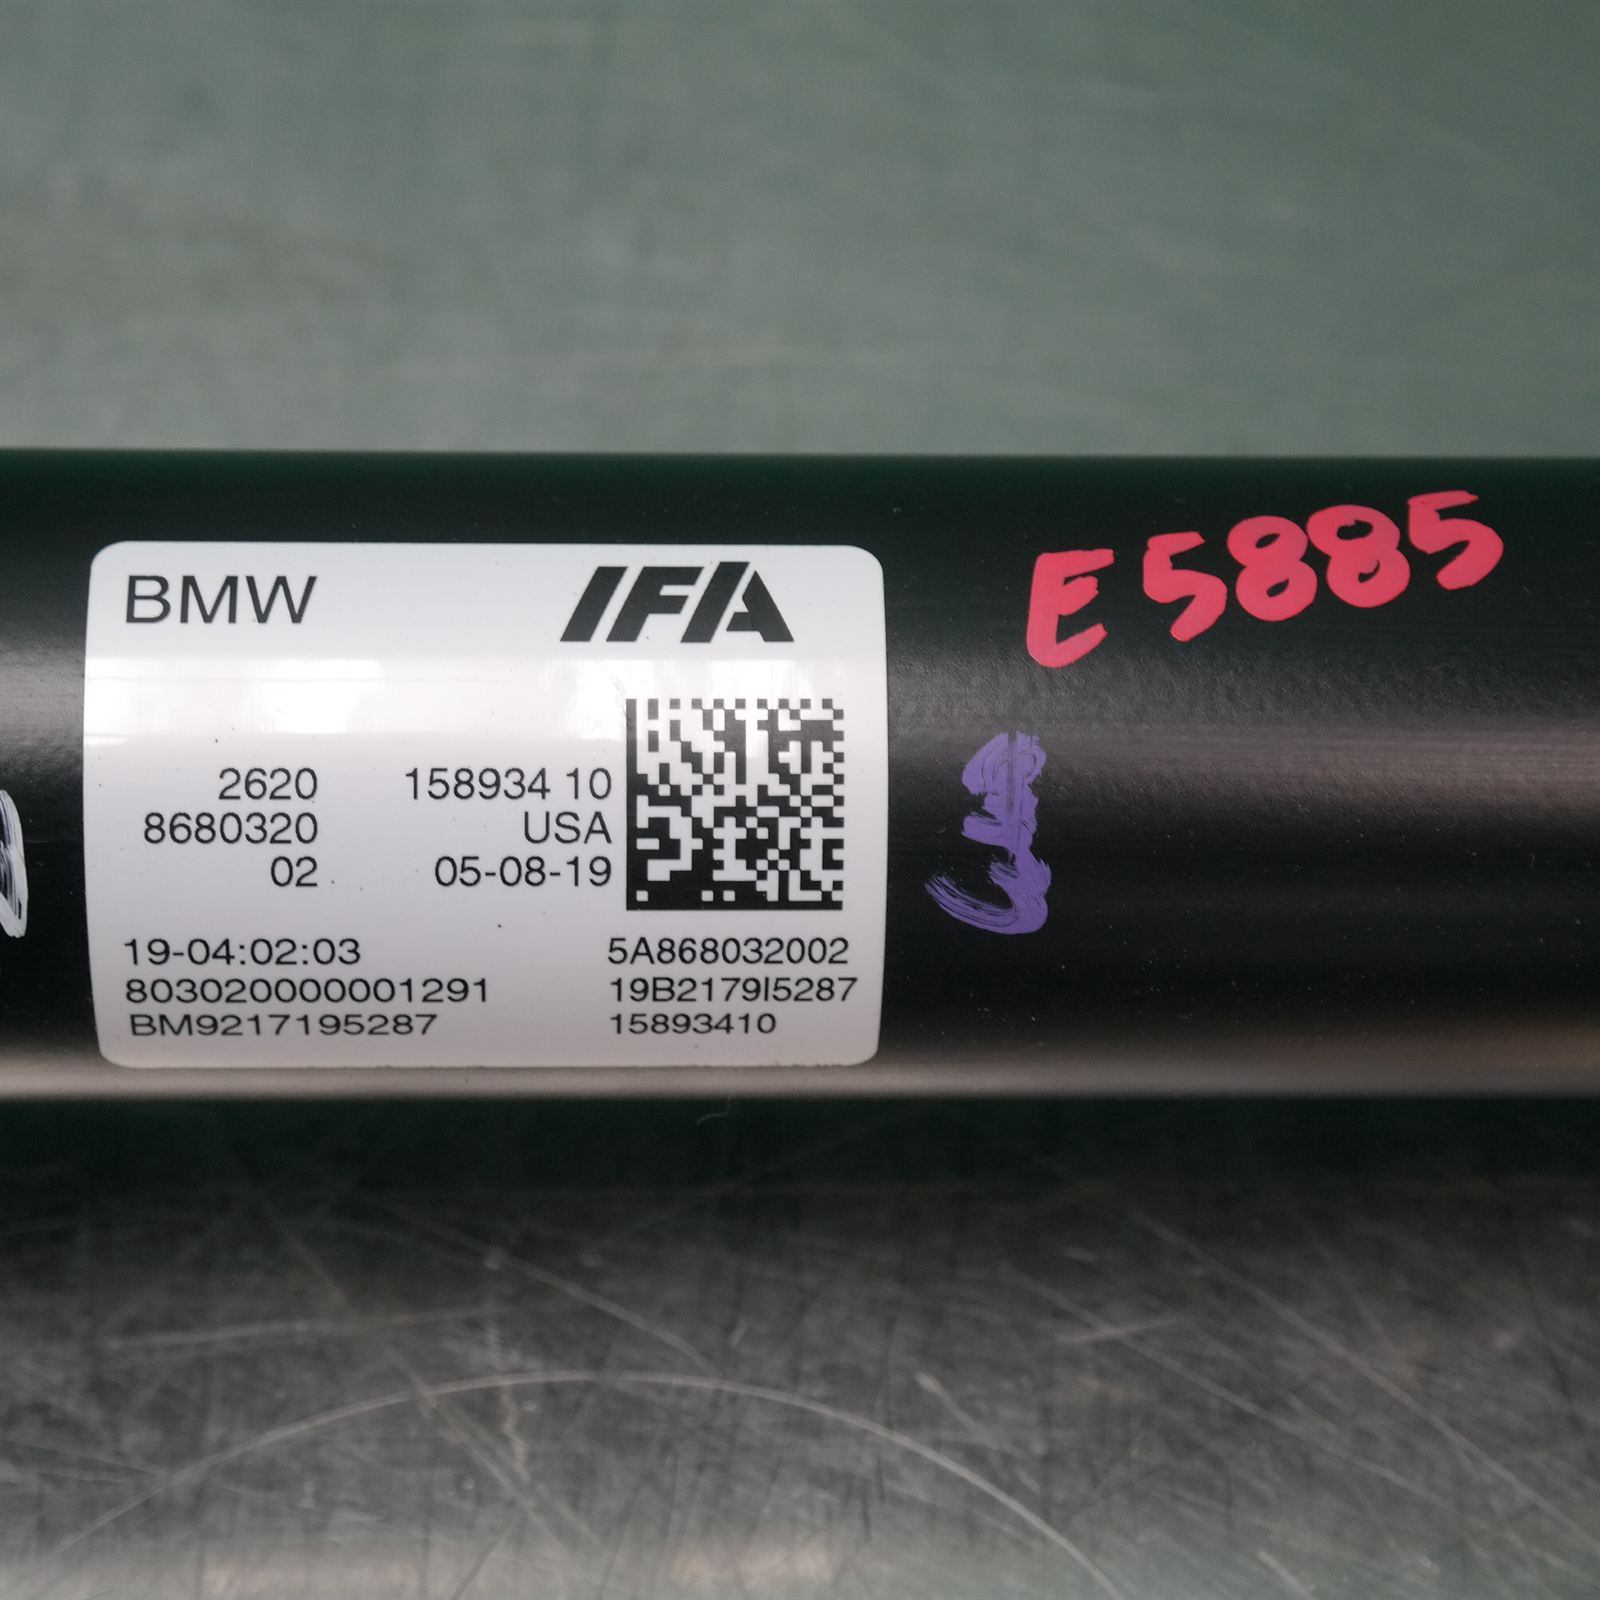 BMW IFA
2620 158934 10
8680320 USA
02 05-08-19
19-04:02:03 5A868032002
803020000001291 19B2179I5287
BM9217195287 15893410
E5885